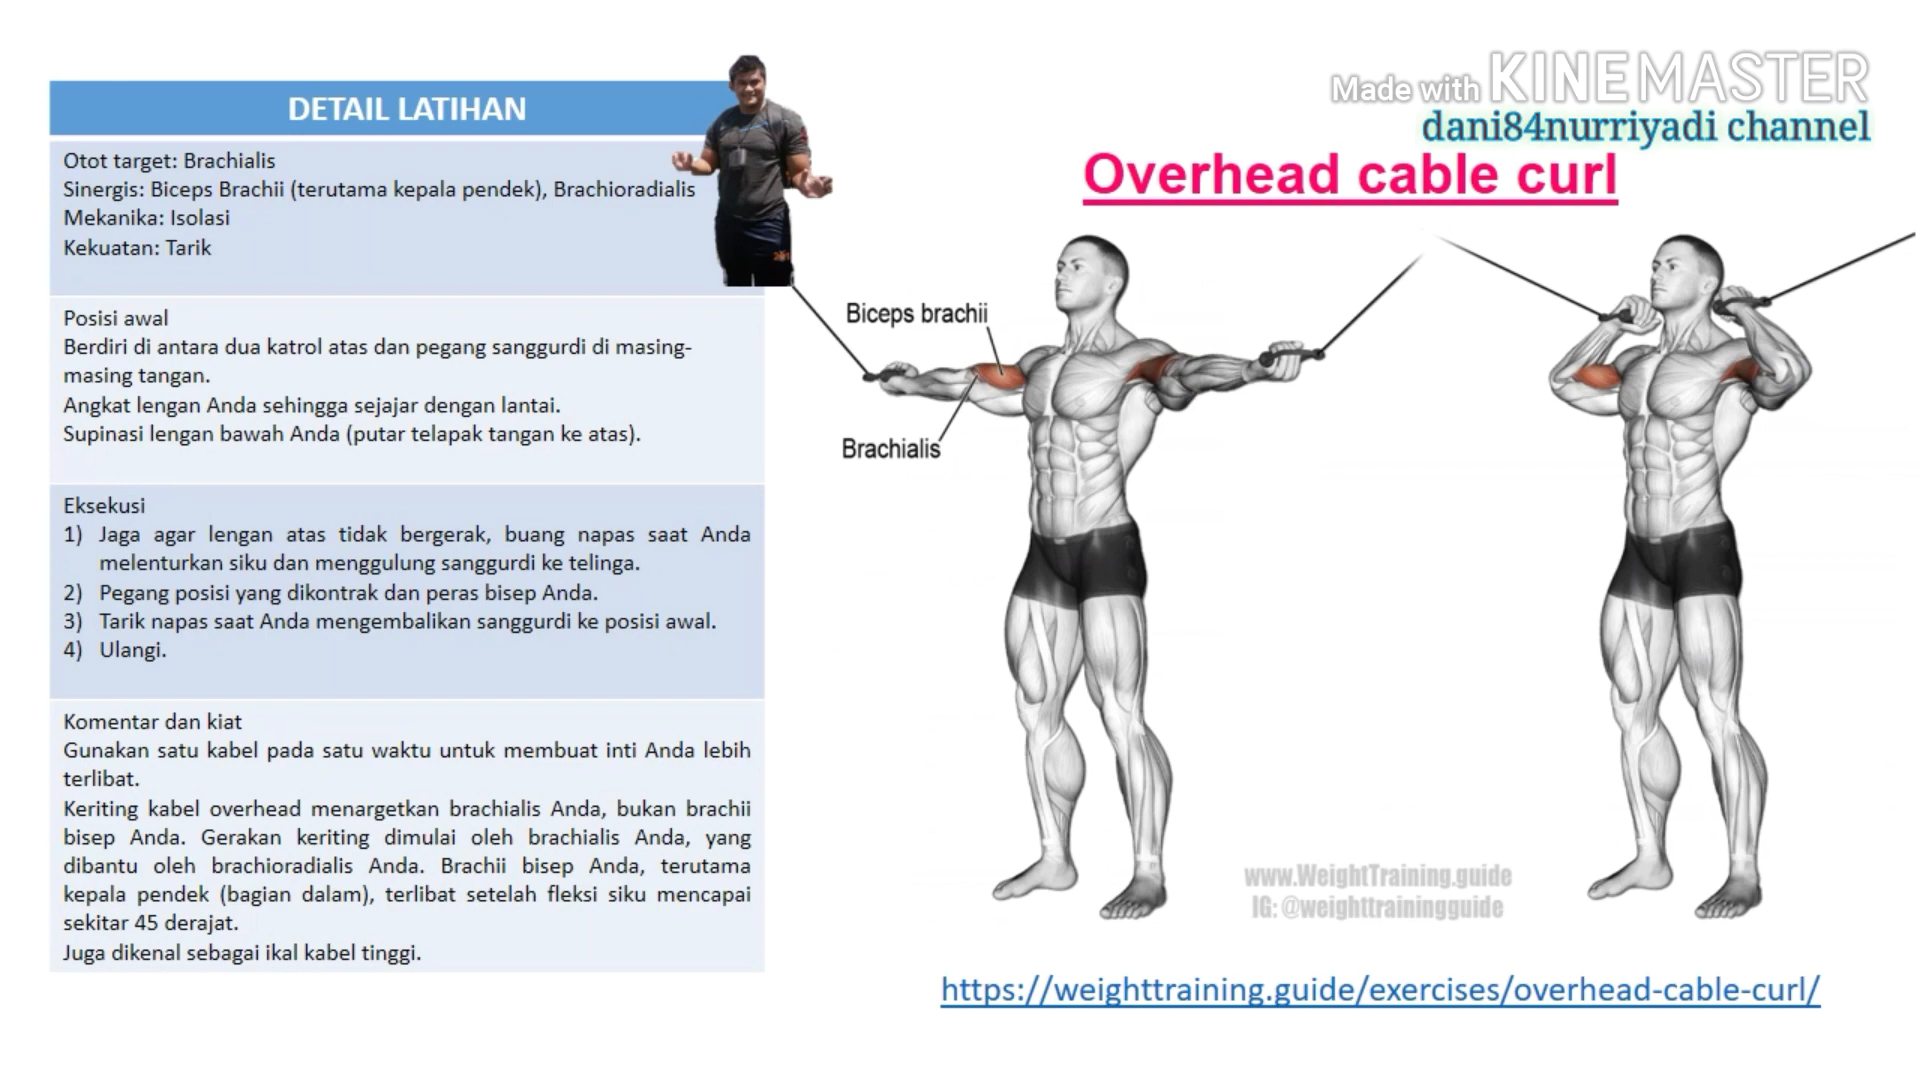 Made with KINEMASTER
dani84nurriyadi channel
DETAIL LATIHAN
Otot target: Brachialis
Sinergis: Biceps Brachii (terutama kepala pendek), Brachioradialis
Mekanika: Isolasi
Kekuatan: Tarik
Posisi awal
Berdiri di antara dua katrol atas dan pegang sanggurdi di masing-
masing tangan.
Angkat lengan Anda sehingga sejajar dengan lantai.
Supinasi lengan bawah Anda (putar telapak tangan ke atas).
Eksekusi
1) Jaga agar lengan atas tidak bergerak, buang napas saat Anda
melenturkan siku dan menggulung sanggurdi ke telinga.
2) Pegang posisi yang dikontrak dan peras bisep Anda.
3) Tarik napas saat Anda mengembalikan sanggurdi ke posisi awal.
4) Ulangi.
Komentar dan kiat
Gunakan satu kabel pada satu waktu untuk membuat inti Anda lebih
terlibat.
Keriting kabel overhead menargetkan brachialis Anda, bukan brachii
bisep Anda. Gerakan keriting dimulai oleh brachialis Anda, yang
dibantu oleh brachioradialis Anda. Brachii bisep Anda, terutama
kepala pendek (bagian dalam), terlibat setelah fleksi siku mencapai
sekitar 45 derajat.
Juga dikenal sebagai ikal kabel tinggi.
Overhead cable curl
Biceps brachii
Brachialis
www.WeightTraining.guide
IG: @weighttrainingguide
https://weighttraining.guide/exercises/overhead-cable-curl/